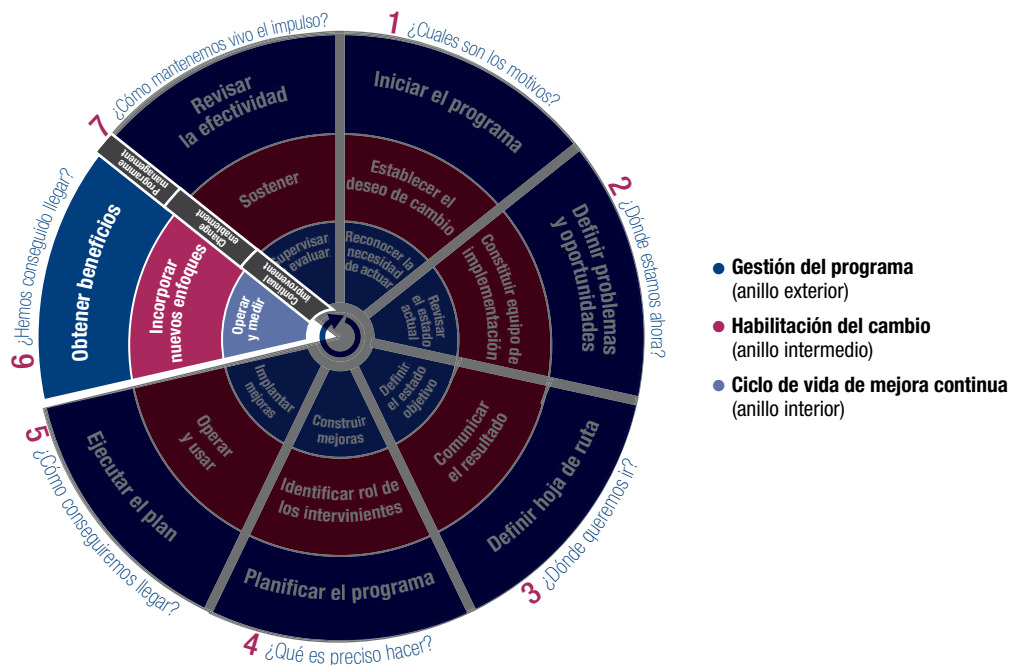 1 ¿Cuales son los motivos?
Iniciar el programa
Establecer el
deseo de cambio
Reconocer la
necesidad
de actuar
2 ¿Dónde estamos ahora?
Definir problemas
y oportunidades
Constituir equipo de
implementación
Revisar
el estado
actual
3 ¿Dónde queremos ir?
Definir hoja de ruta
Comunicar
el resultado
Definir
el estado
objetivo
4 ¿Qué es preciso hacer?
Planificar el programa
Identificar rol de
los intervinientes
Construir
mejoras
5 ¿Cómo conseguiremos llegar?
Ejecutar el plan
Operar
y usar
Implantar
mejoras
6 ¿Hemos conseguido llegar?
Obtener beneficios
Incorporar
nuevos enfoques
Operar
y medir
7 ¿Cómo mantenemos vivo el impulso?
Revisar
la efectividad
Sostener
Supervisar
evaluar
Programme
management
Change
enablement
Continual
improvement
Gestión del programa
(anillo exterior)
Habilitación del cambio
(anillo intermedio)
Ciclo de vida de mejora continua
(anillo interior)